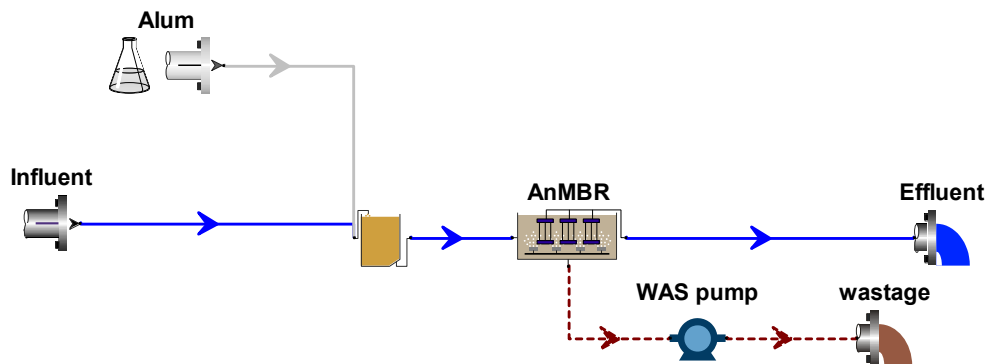 Alum
Influent
AnMBR
Effluent
WAS pump
wastage